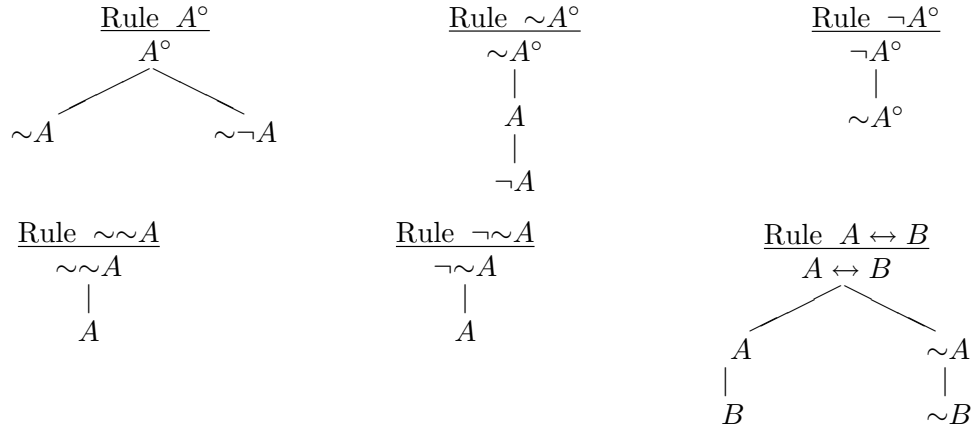 Rule A° Rule ∼A° Rule ¬A°
A° ∼A° ¬A°
∼A ∼¬A A ∼A°
¬A
Rule ∼∼A Rule ¬∼A Rule A ↔ B
∼∼A ¬∼A A ↔ B
A A A ∼A
B ∼B